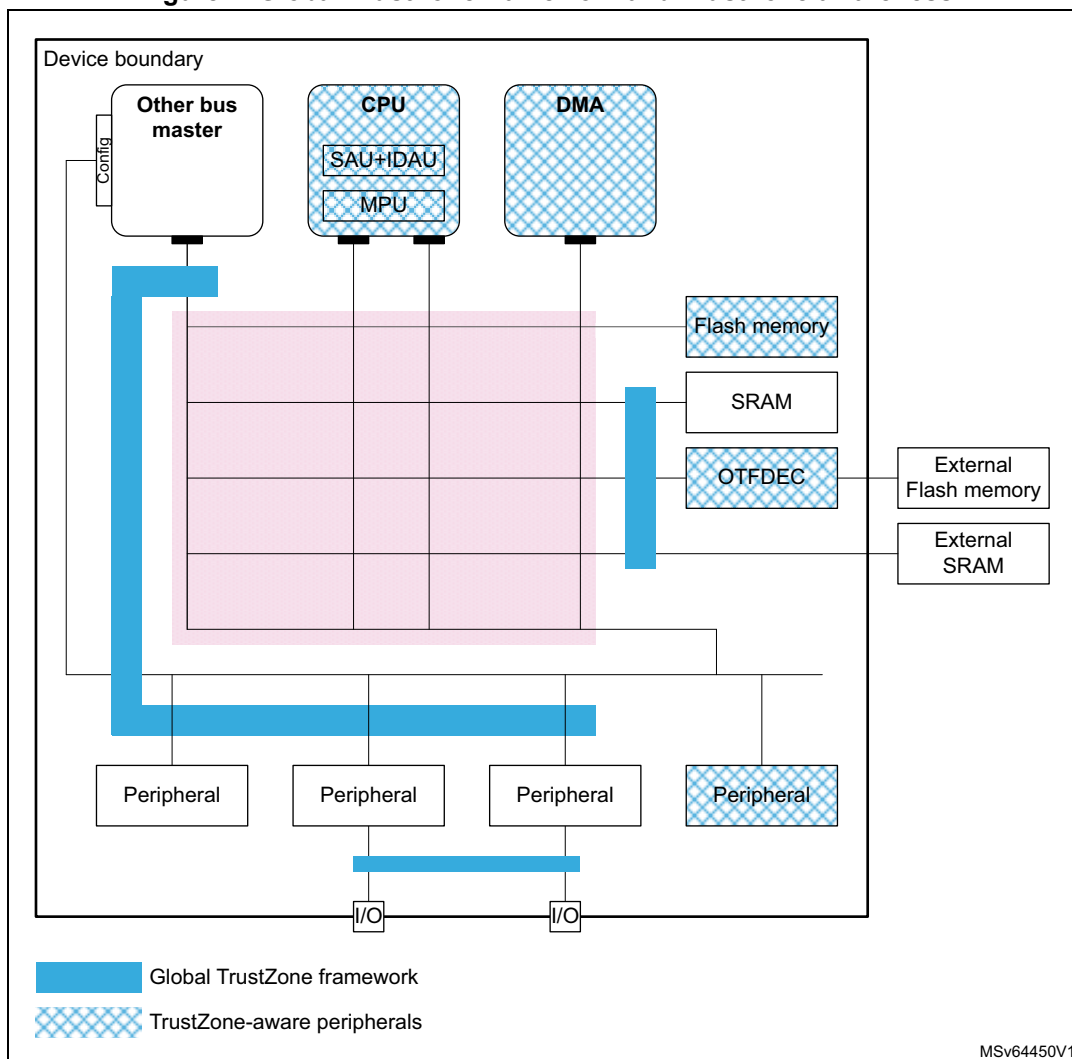 Device boundary
Other bus
master
CPU
DMA
Config
SAU+IDAU
MPU
Flash memory
SRAM
OTFDEC
External
Flash memory
External
SRAM
Peripheral
Peripheral
Peripheral
Peripheral
I/O
I/O
Global TrustZone framework
TrustZone-aware peripherals
MSv64450V1